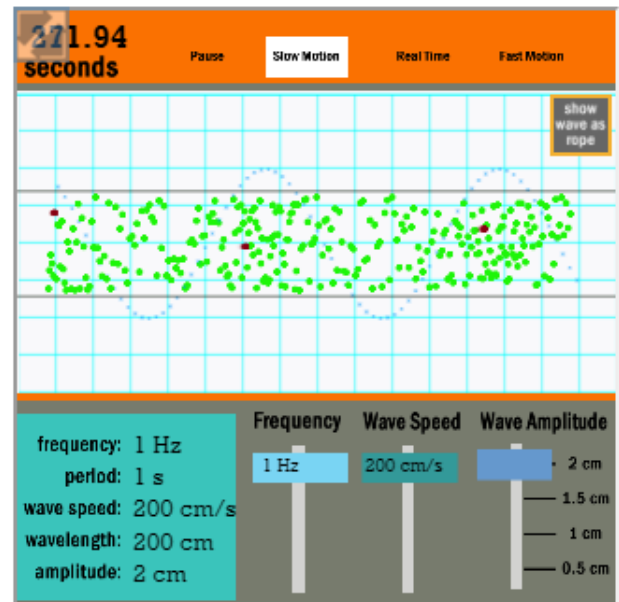 271.94
seconds
Pause
Slow Motion
Real Time
Fast Motion
show
wave as
rope
frequency: 1 Hz
period: 1 s
wave speed: 200 cm/s
wavelength: 200 cm
amplitude: 2 cm
Frequency
1 Hz
Wave Speed
200 cm/s
Wave Amplitude
2 cm
1.5 cm
1 cm
0.5 cm